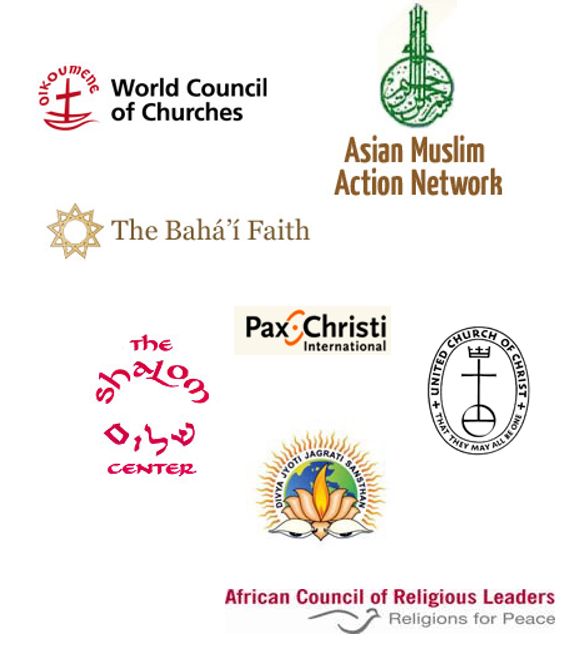 OIKOUMENE
World Council
of Churches
Asian Muslim
Action Network
The Bahá'í Faith
Pax Christi
International
THE
Shalom
שלום
CENTER
UNITED CHURCH OF CHRIST
THAT THEY MAY ALL BE ONE
DIVYA JYOTI JAGRATI SANSTHAN
African Council of Religious Leaders
Religions for Peace